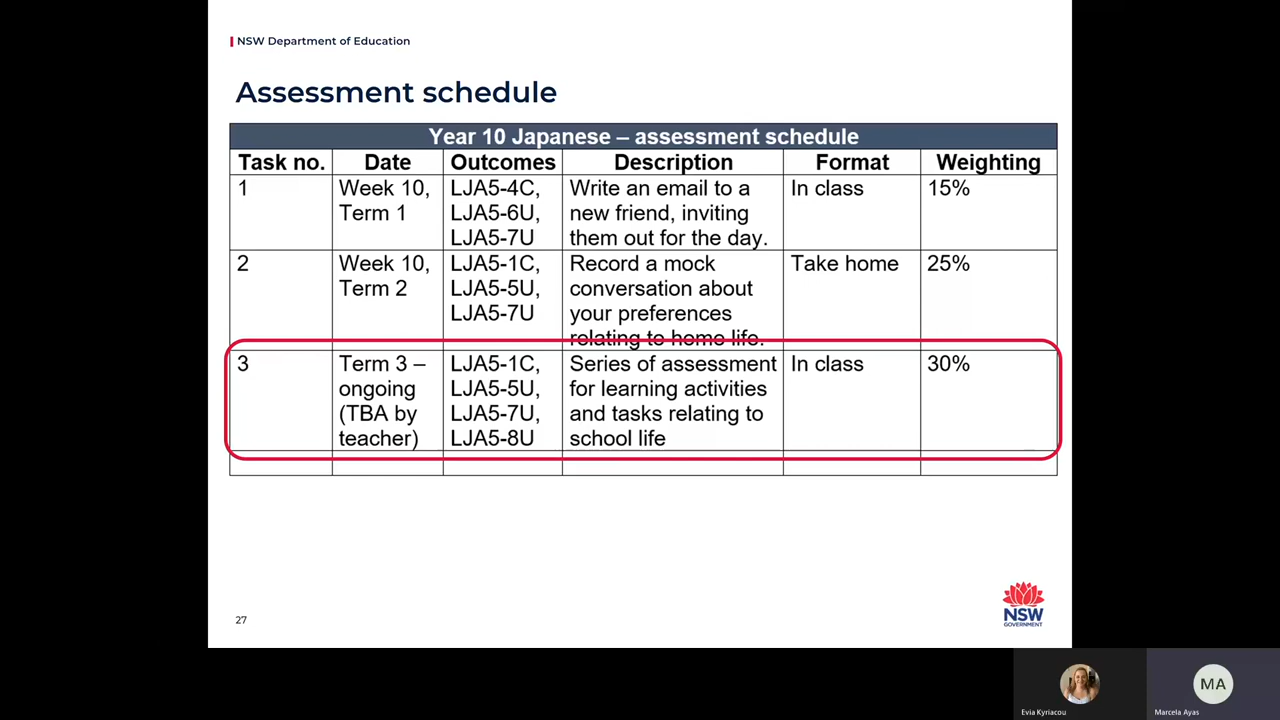 NSW Department of Education
Assessment schedule
Year 10 Japanese – assessment schedule
Task no. Date Outcomes Description Format Weighting
1 Week 10, LJA5-4C, Write an email to a In class 15%
Term 1 LJA5-6U, new friend, inviting
LJA5-7U them out for the day.
2 Week 10, LJA5-1C, Record a mock Take home 25%
Term 2 LJA5-5U, conversation about
LJA5-7U your preferences
relating to home life.
3 Term 3 – LJA5-1C, Series of assessment In class 30%
ongoing LJA5-5U, for learning activities
(TBA by LJA5-7U, and tasks relating to
teacher) LJA5-8U school life
27
NSW
GOVERNMENT
MA
Evia Kyriacou
Marcela Ayas